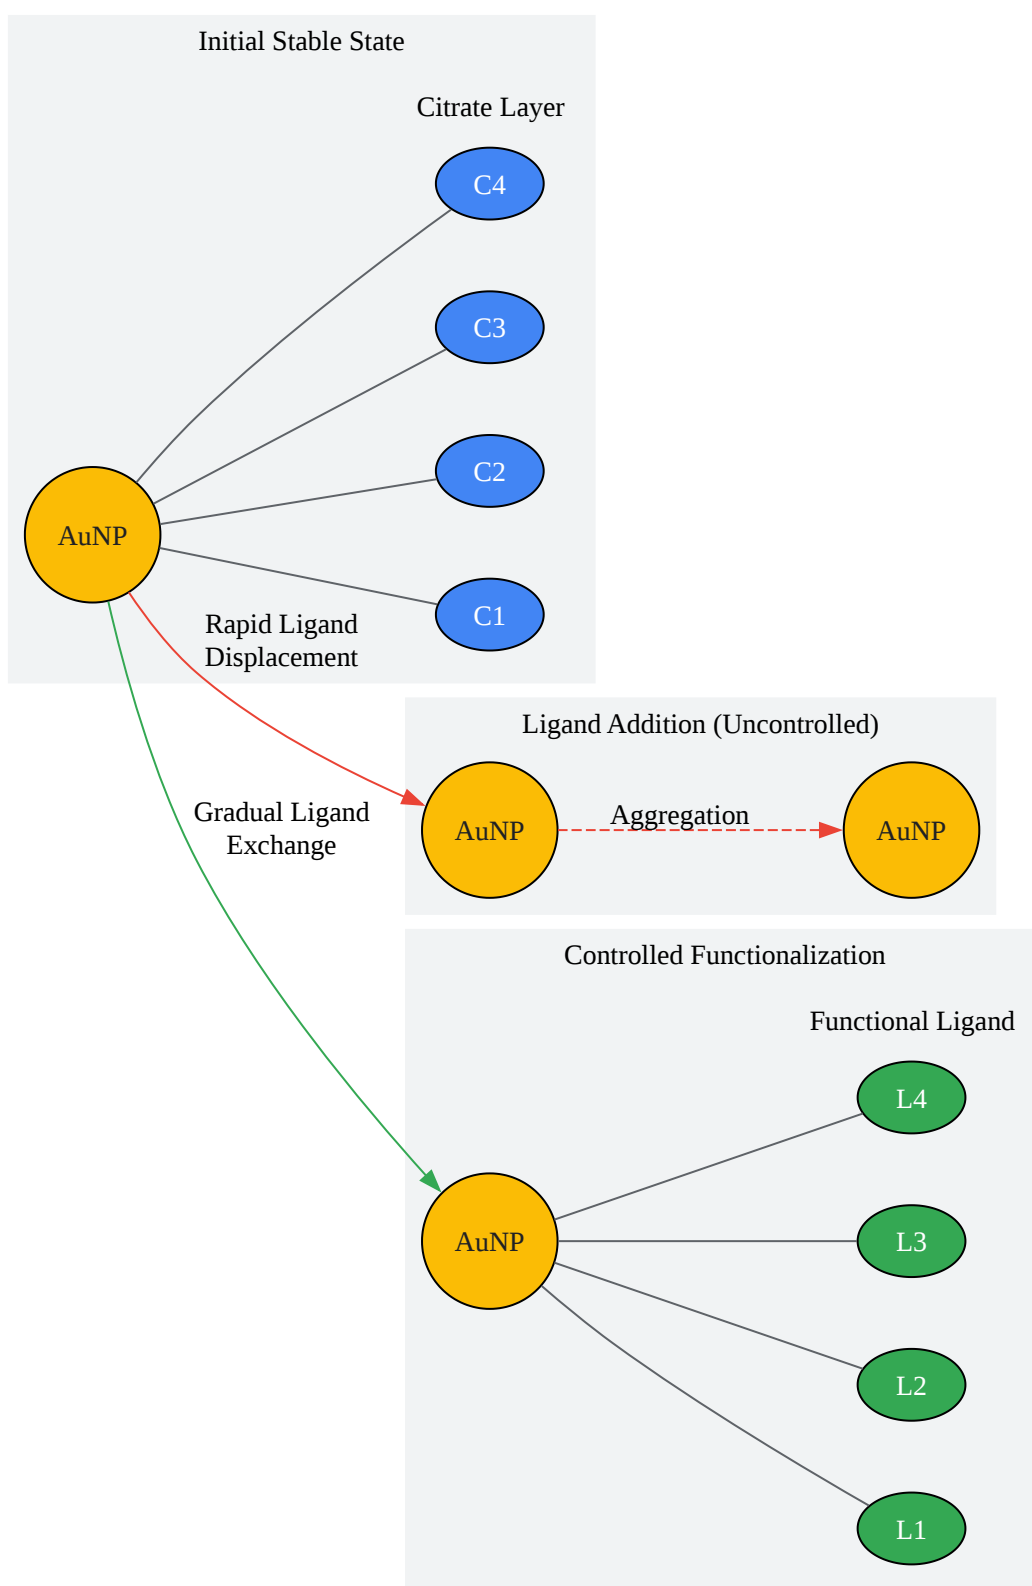 Initial Stable State
Citrate Layer
C4
C3
C2
AuNP
C1
Rapid Ligand
Displacement
Ligand Addition (Uncontrolled)
AuNP
Aggregation
AuNP
Gradual Ligand
Exchange
Controlled Functionalization
Functional Ligand
L4
AuNP
L3
L2
L1